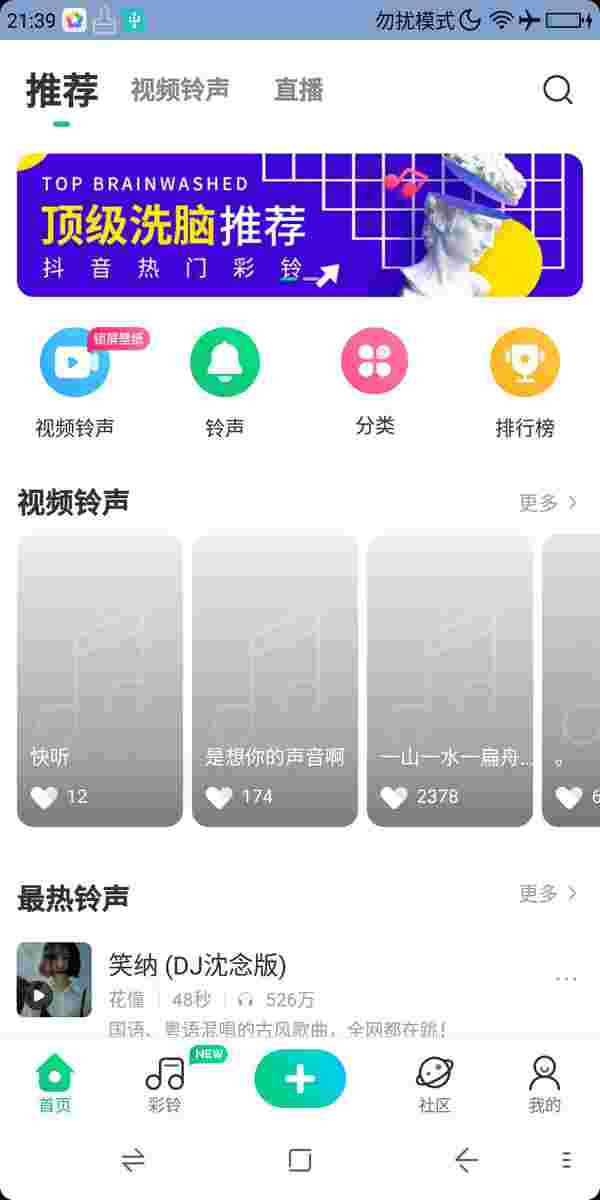 21:39
勿扰模式
推荐 视频铃声 直播
TOP BRAINWASHED
顶级洗脑推荐
抖音热门彩铃
锁屏壁纸
视频铃声 铃声 分类 排行榜
视频铃声 更多
快听 是想你的声音啊 一山一水一扁舟... 。
12 174 2378 6
最热铃声 更多
笑纳 (DJ沈念版)
花僮 48秒 526万
国语、粤语混唱的古风歌曲，全网都在跳！
NEW
首页 彩铃 社区 我的